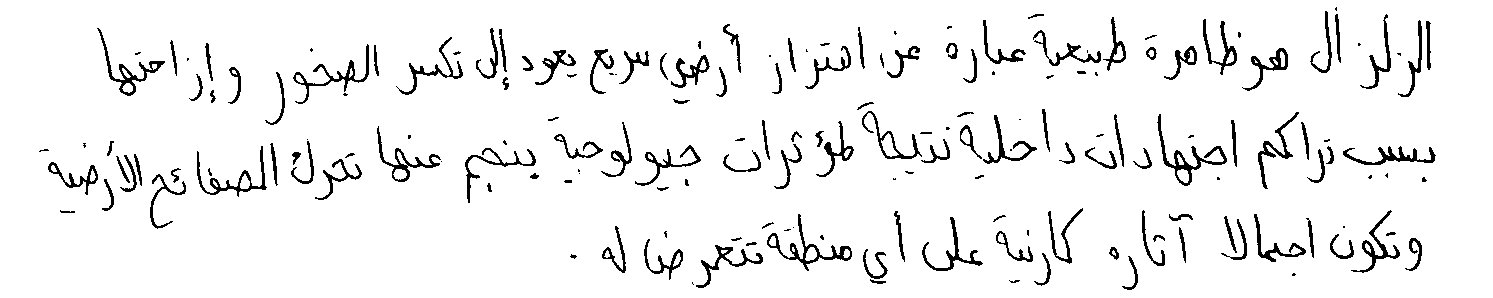 الزلزال هو ظاهرة طبيعية عبارة عن اهتزاز أرضي سريع يعود إلى تكسر الصخور وإزاحتها
بسبب تراكم اجتهادات داخلية نتيجة لمؤثرات جيولوجية ينجم عنها تحرك الصفائح الأرضية
وتكون اجمالا آثاره كارثية على أي منطقة تتعرض له .